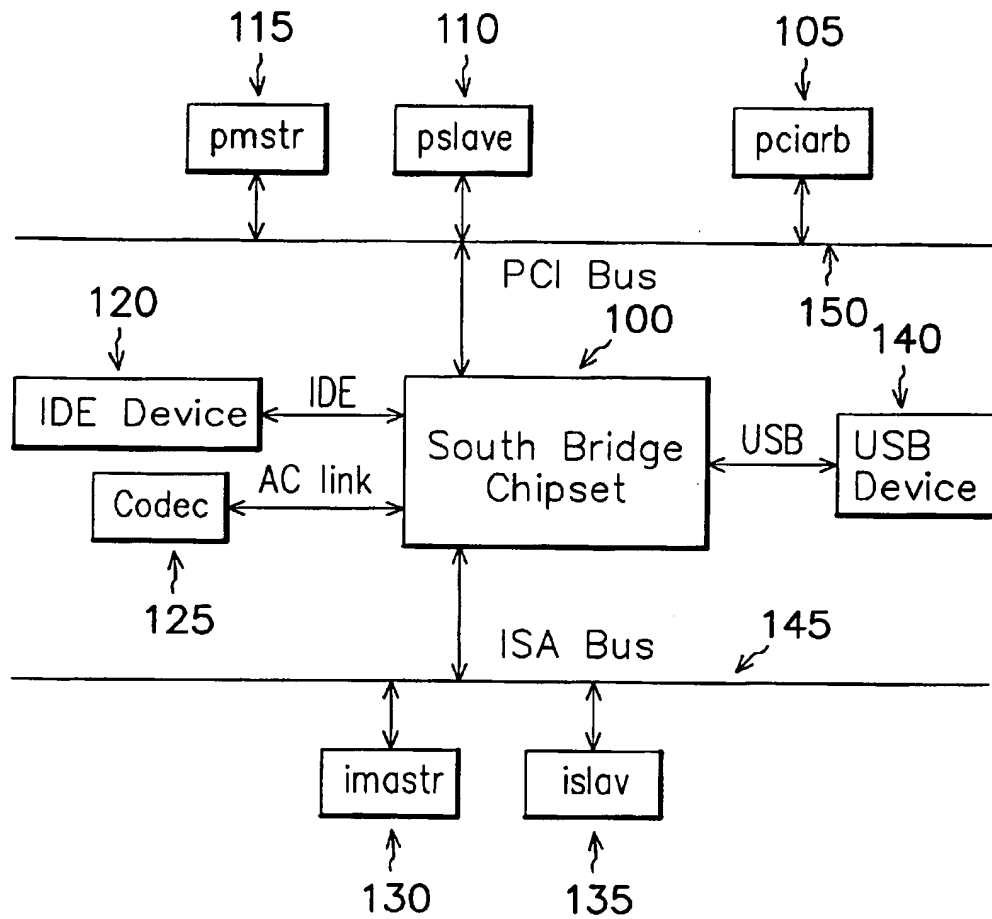 115
110
105
pmstr
pslave
pciarb
PCI Bus
150
120
100
140
IDE Device
IDE
South Bridge
Chipset
USB
USB
Device
AC link
Codec
125
ISA Bus
145
imastr
islav
130
135